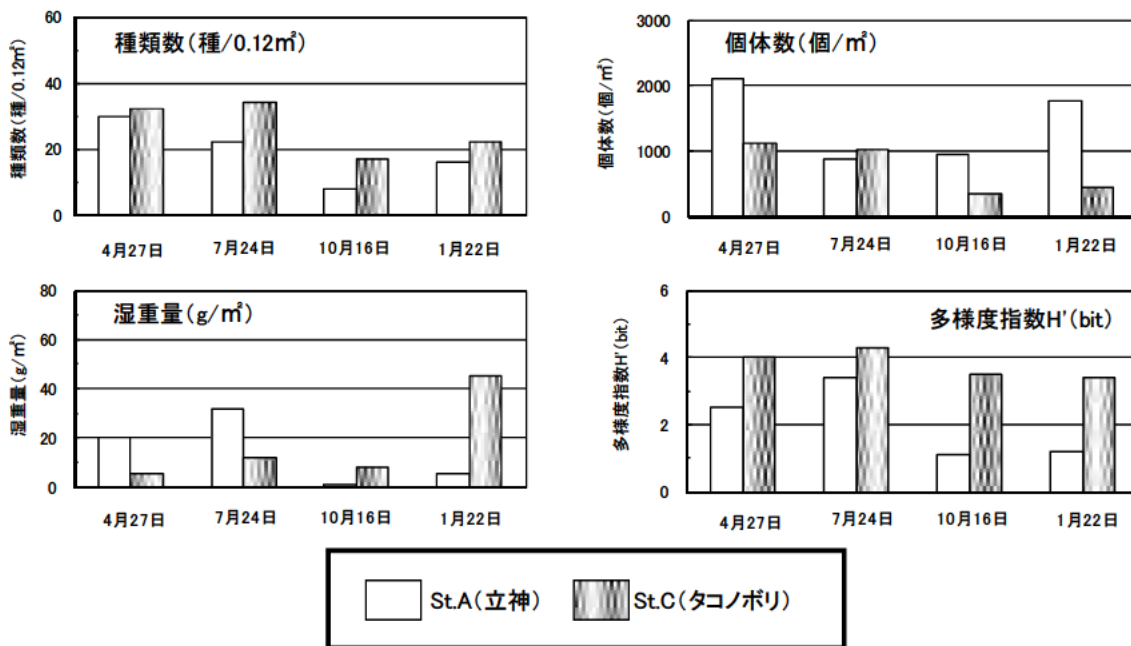 種類数(種/0.12㎡)
種類数(種/0.12㎡)
60
40
20
0
4月27日
7月24日
10月16日
1月22日
個体数(個/㎡)
個体数(個/㎡)
3000
2000
1000
0
4月27日
7月24日
10月16日
1月22日
湿重量(g/㎡)
湿重量(g/㎡)
80
60
40
20
0
4月27日
7月24日
10月16日
1月22日
多様度指数H'(bit)
多様度指数H'(bit)
6
4
2
0
4月27日
7月24日
10月16日
1月22日
St.A(立神)
St.C(タコノボリ)